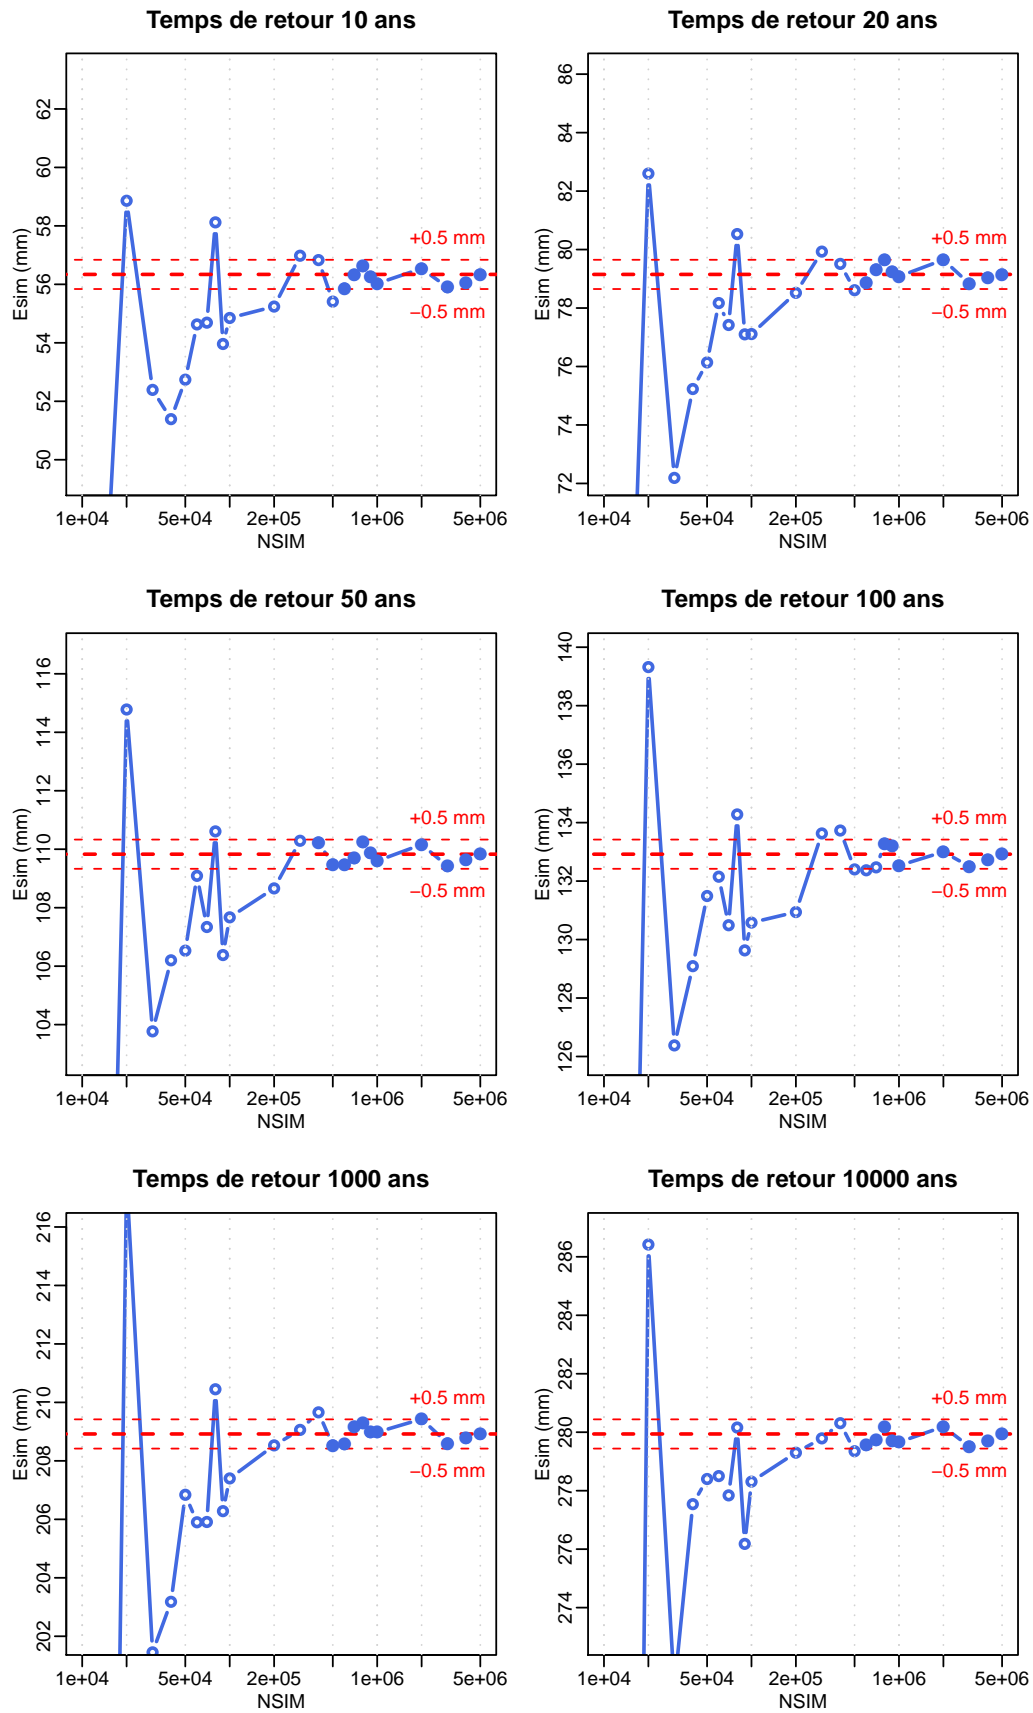 Temps de retour 10 ans
Esim (mm)
62
60
58
56
54
52
50
+0.5 mm
−0.5 mm
1e+04 5e+04 2e+05 1e+06 5e+06
NSIM
Temps de retour 20 ans
Esim (mm)
86
84
82
80
78
76
74
72
+0.5 mm
−0.5 mm
1e+04 5e+04 2e+05 1e+06 5e+06
NSIM
Temps de retour 50 ans
Esim (mm)
116
114
112
110
108
106
104
+0.5 mm
−0.5 mm
1e+04 5e+04 2e+05 1e+06 5e+06
NSIM
Temps de retour 100 ans
Esim (mm)
140
138
136
134
132
130
128
126
+0.5 mm
−0.5 mm
1e+04 5e+04 2e+05 1e+06 5e+06
NSIM
Temps de retour 1000 ans
Esim (mm)
216
214
212
210
208
206
204
202
+0.5 mm
−0.5 mm
1e+04 5e+04 2e+05 1e+06 5e+06
NSIM
Temps de retour 10000 ans
Esim (mm)
286
284
282
280
278
276
274
+0.5 mm
−0.5 mm
1e+04 5e+04 2e+05 1e+06 5e+06
NSIM